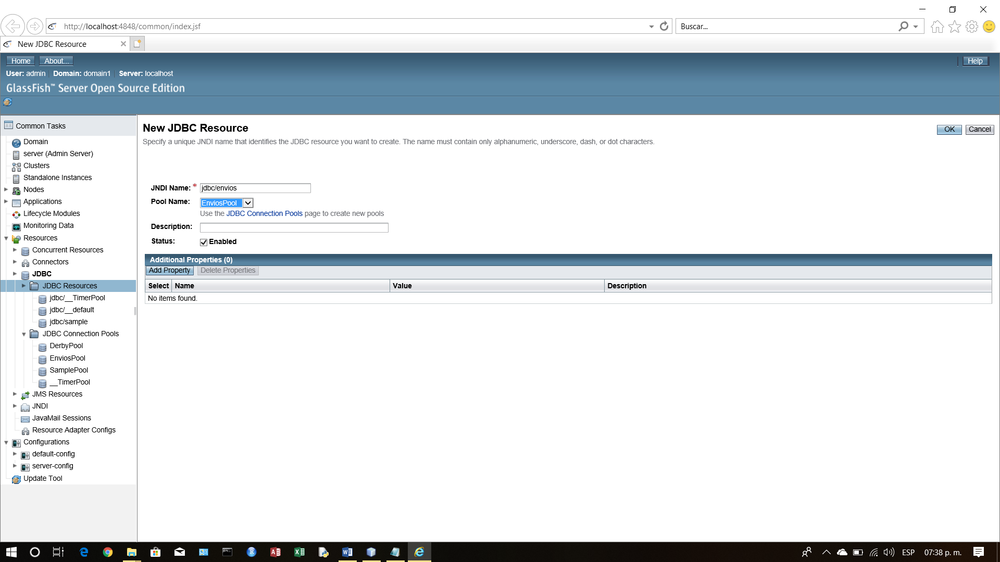 http://localhost:4848/common/index.jsf
Buscar...
New JDBC Resource
Home
About...
Help
User: admin
Domain: domain1
Server: localhost
GlassFish™ Server Open Source Edition
Common Tasks
Domain
server (Admin Server)
Clusters
Standalone Instances
Nodes
Applications
Lifecycle Modules
Monitoring Data
Resources
Concurrent Resources
Connectors
JDBC
JDBC Resources
jdbc/__TimerPool
jdbc/__default
jdbc/sample
JDBC Connection Pools
DerbyPool
EnviosPool
SamplePool
__TimerPool
JMS Resources
JNDI
JavaMail Sessions
Resource Adapter Configs
Configurations
default-config
server-config
Update Tool
New JDBC Resource
OK
Cancel
Specify a unique JNDI name that identifies the JDBC resource you want to create. The name must contain only alphanumeric, underscore, dash, or dot characters.
JNDI Name: * jdbc/envios
Pool Name: EnviosPool
Use the JDBC Connection Pools page to create new pools
Description:
Status: Enabled
Additional Properties (0)
Add Property
Delete Properties
Select Name Value Description
No items found.
ESP
07:38 p. m.